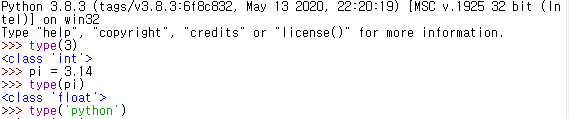 Python 3.8.3 (tags/v3.8.3:6f8c832, May 13 2020, 22:20:19) [MSC v.1925 32 bit (In
tel)] on win32
Type "help", "copyright", "credits" or "license()" for more information.
>>> type(3)
<class 'int'>
>>> pi = 3.14
>>> type(pi)
<class 'float'>
>>> type('python')